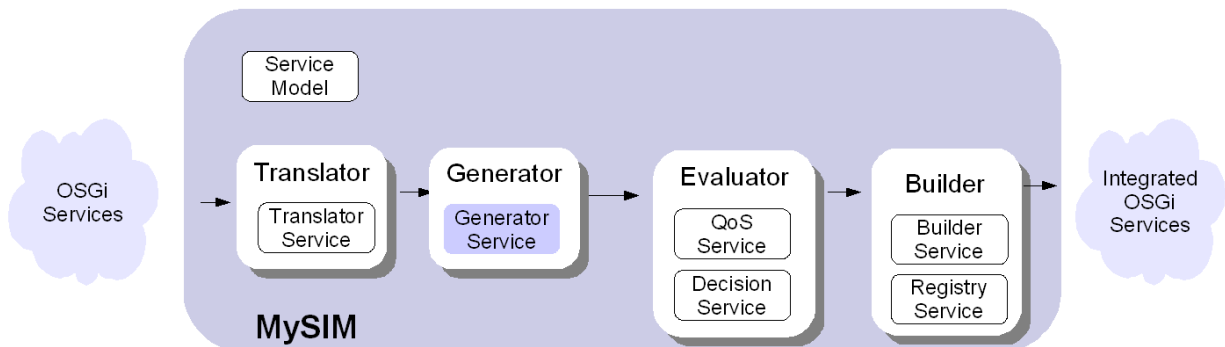 Service
Model
OSGi
Services
Translator
Translator
Service
Generator
Generator
Service
Evaluator
QoS
Service
Decision
Service
Builder
Builder
Service
Registry
Service
Integrated
OSGi
Services
MySIM